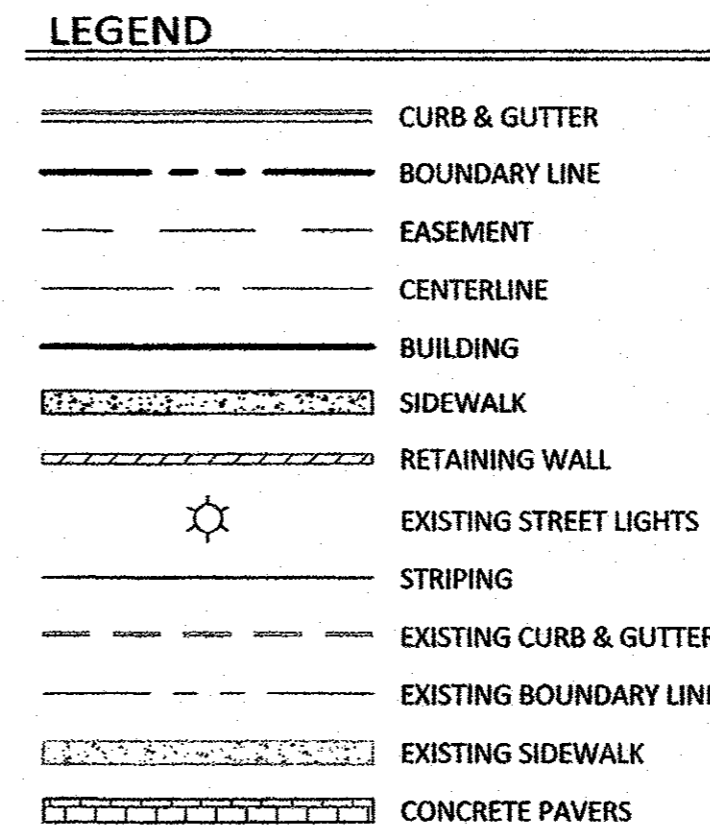 LEGEND
CURB & GUTTER
BOUNDARY LINE
EASEMENT
CENTERLINE
BUILDING
SIDEWALK
RETAINING WALL
EXISTING STREET LIGHTS
STRIPING
EXISTING CURB & GUTTER
EXISTING BOUNDARY LINE
EXISTING SIDEWALK
CONCRETE PAVERS